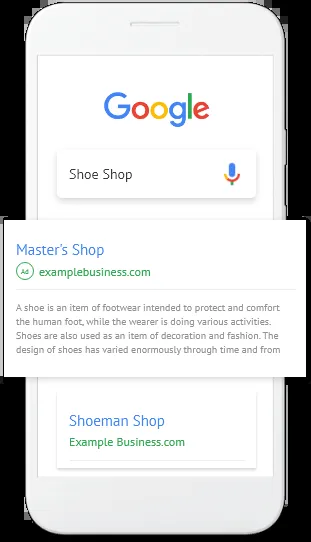 Google
Shoe Shop
Master's Shop
Ad examplebusiness.com
A shoe is an item of footwear intended to protect and comfort
the human foot, while the wearer is doing various activities.
Shoes are also used as an item of decoration and fashion. The
design of shoes has varied enormously through time and from
Shoeman Shop
Example Business.com